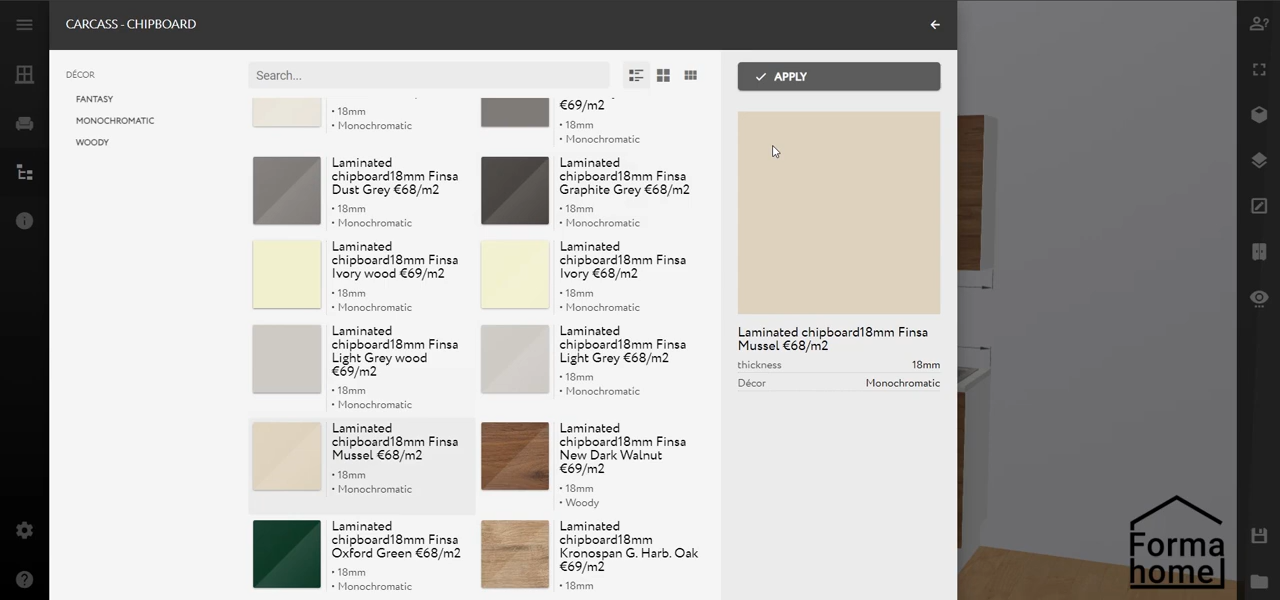 CARCASS - CHIPBOARD
DÉCOR
FANTASY
MONOCHROMATIC
WOODY
Search...
• 18mm
• Monochromatic
€69/m2
• 18mm
• Monochromatic
Laminated
chipboard18mm Finsa
Dust Grey €68/m2
• 18mm
• Monochromatic
Laminated
chipboard18mm Finsa
Graphite Grey €68/m2
• 18mm
• Monochromatic
Laminated
chipboard18mm Finsa
Ivory wood €69/m2
• 18mm
• Monochromatic
Laminated
chipboard18mm Finsa
Ivory €68/m2
• 18mm
• Monochromatic
Laminated
chipboard18mm Finsa
Light Grey wood
€69/m2
• 18mm
• Monochromatic
Laminated
chipboard18mm Finsa
Light Grey €68/m2
• 18mm
• Monochromatic
Laminated
chipboard18mm Finsa
Mussel €68/m2
• 18mm
• Monochromatic
Laminated
chipboard18mm Finsa
New Dark Walnut
€69/m2
• 18mm
• Woody
Laminated
chipboard18mm Finsa
Oxford Green €68/m2
• 18mm
• Monochromatic
Laminated
chipboard18mm
Kronospan G. Harb. Oak
€69/m2
• 18mm
APPLY
Laminated chipboard18mm Finsa
Mussel €68/m2
thickness 18mm
Décor Monochromatic
Forma
home